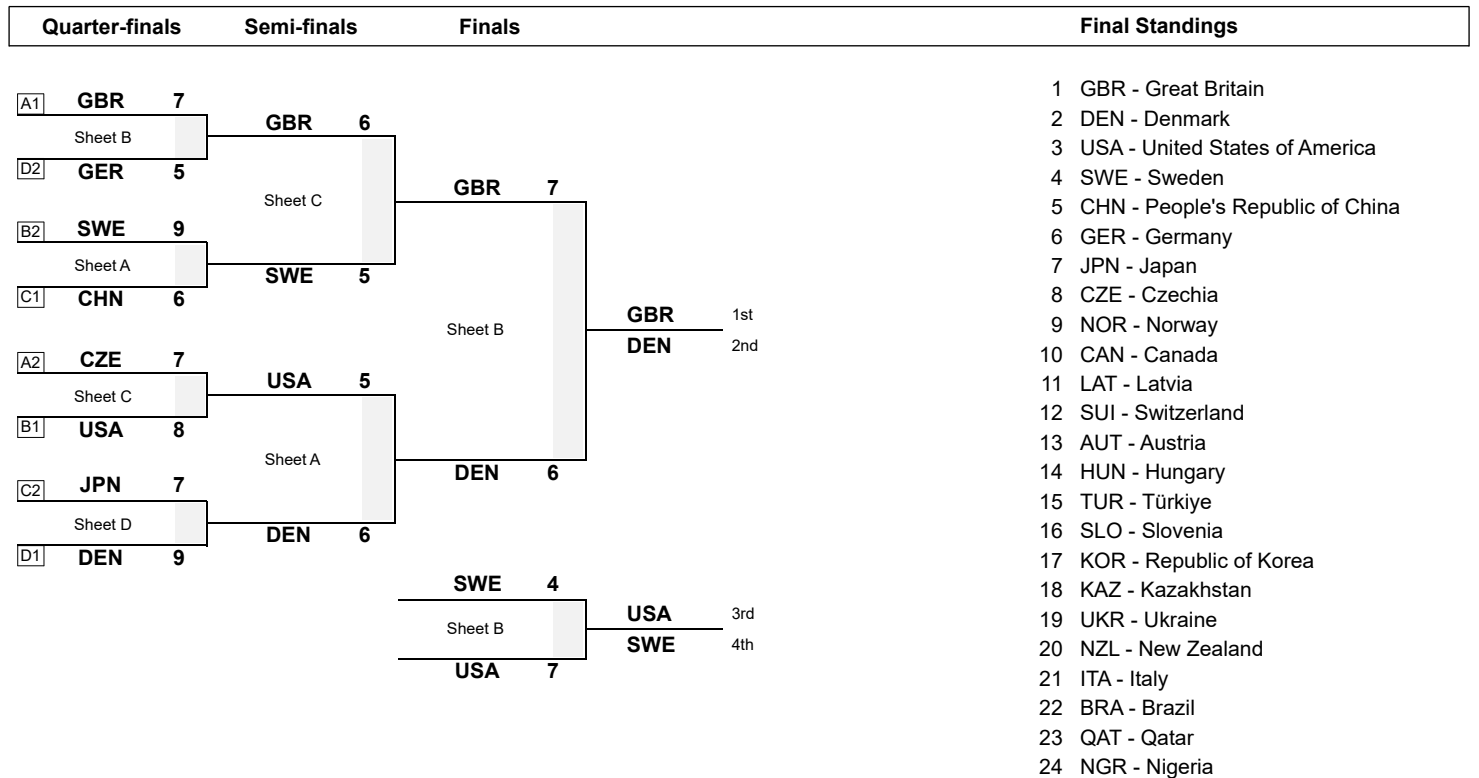 Quarter-finals Semi-finals Finals Final Standings
A1 GBR 7
Sheet B
D2 GER 5
B2 SWE 9
Sheet A
C1 CHN 6
A2 CZE 7
Sheet C
B1 USA 8
C2 JPN 7
Sheet D
D1 DEN 9
GBR 6
Sheet C
SWE 5
USA 5
Sheet A
DEN 6
GBR 7
Sheet B
DEN 6
SWE 4
Sheet B
USA 7
GBR 1st
DEN 2nd
USA 3rd
SWE 4th
1 GBR - Great Britain
2 DEN - Denmark
3 USA - United States of America
4 SWE - Sweden
5 CHN - People's Republic of China
6 GER - Germany
7 JPN - Japan
8 CZE - Czechia
9 NOR - Norway
10 CAN - Canada
11 LAT - Latvia
12 SUI - Switzerland
13 AUT - Austria
14 HUN - Hungary
15 TUR - Türkiye
16 SLO - Slovenia
17 KOR - Republic of Korea
18 KAZ - Kazakhstan
19 UKR - Ukraine
20 NZL - New Zealand
21 ITA - Italy
22 BRA - Brazil
23 QAT - Qatar
24 NGR - Nigeria